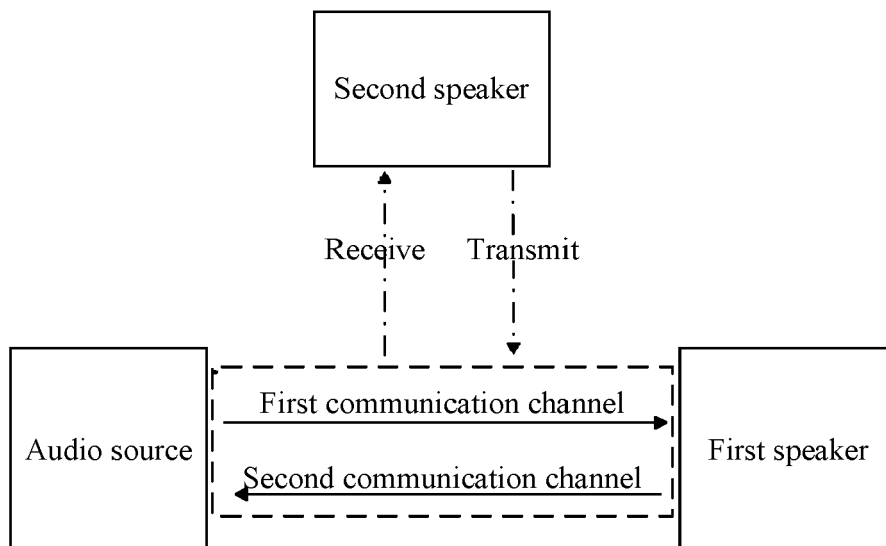 Second speaker
Receive
Transmit
First communication channel
Audio source
First speaker
Second communication channel